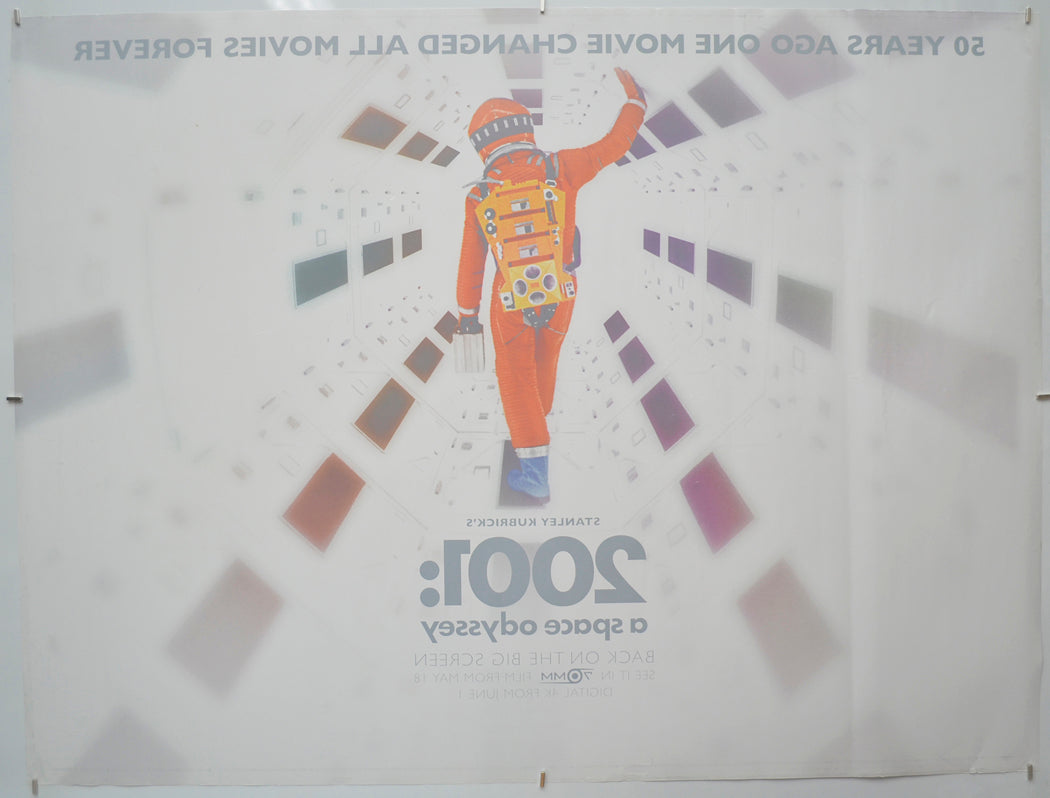 50 YEARS AGO ONE MOVIE CHANGED ALL MOVIES FOREVER
STANLEY KUBRICK'S
2001:
a space odyssey
BACK ON THE BIG SCREEN
SEE IT IN 70MM FILM FROM MAY 18
DIGITAL 4K FROM JUNE 1